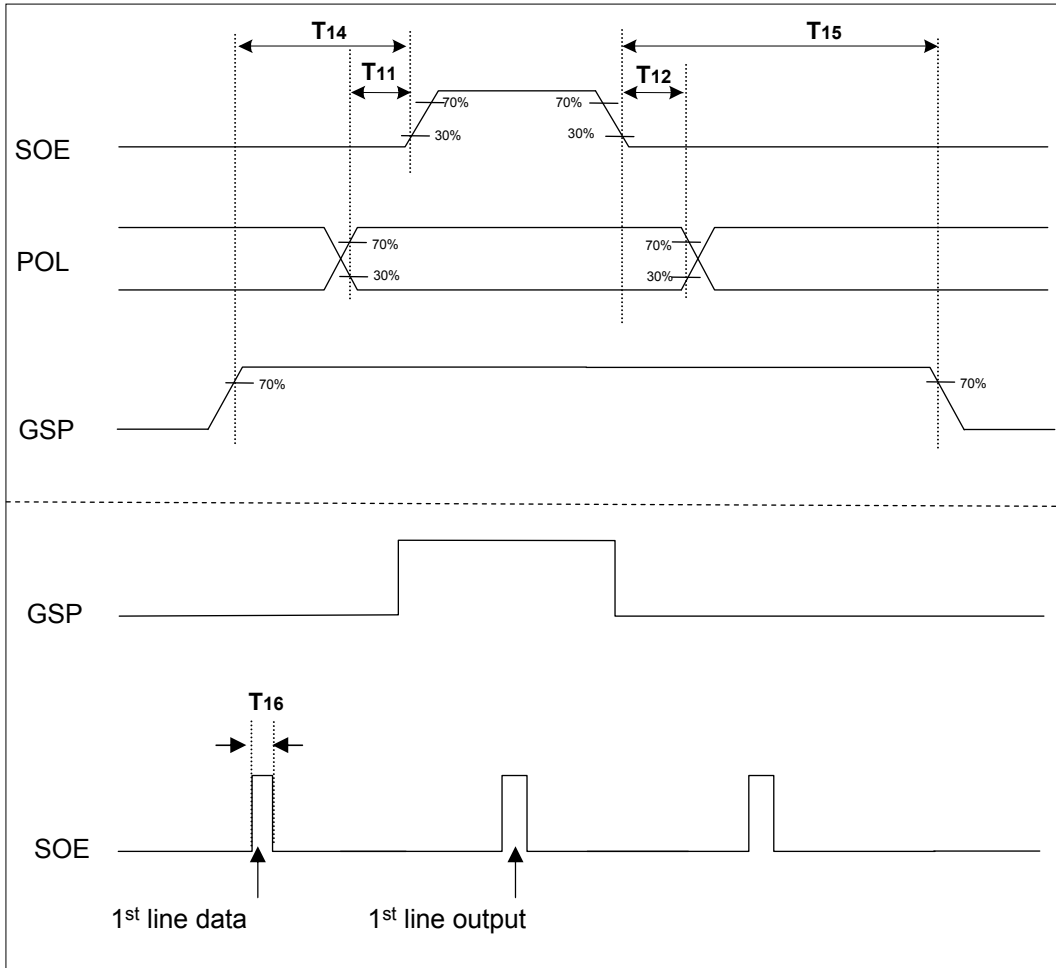 T14
T15
T11
T12
70%
70%
SOE
30%
30%
POL
70%
70%
30%
30%
70%
70%
GSP
GSP
T16
SOE
1st line data
1st line output